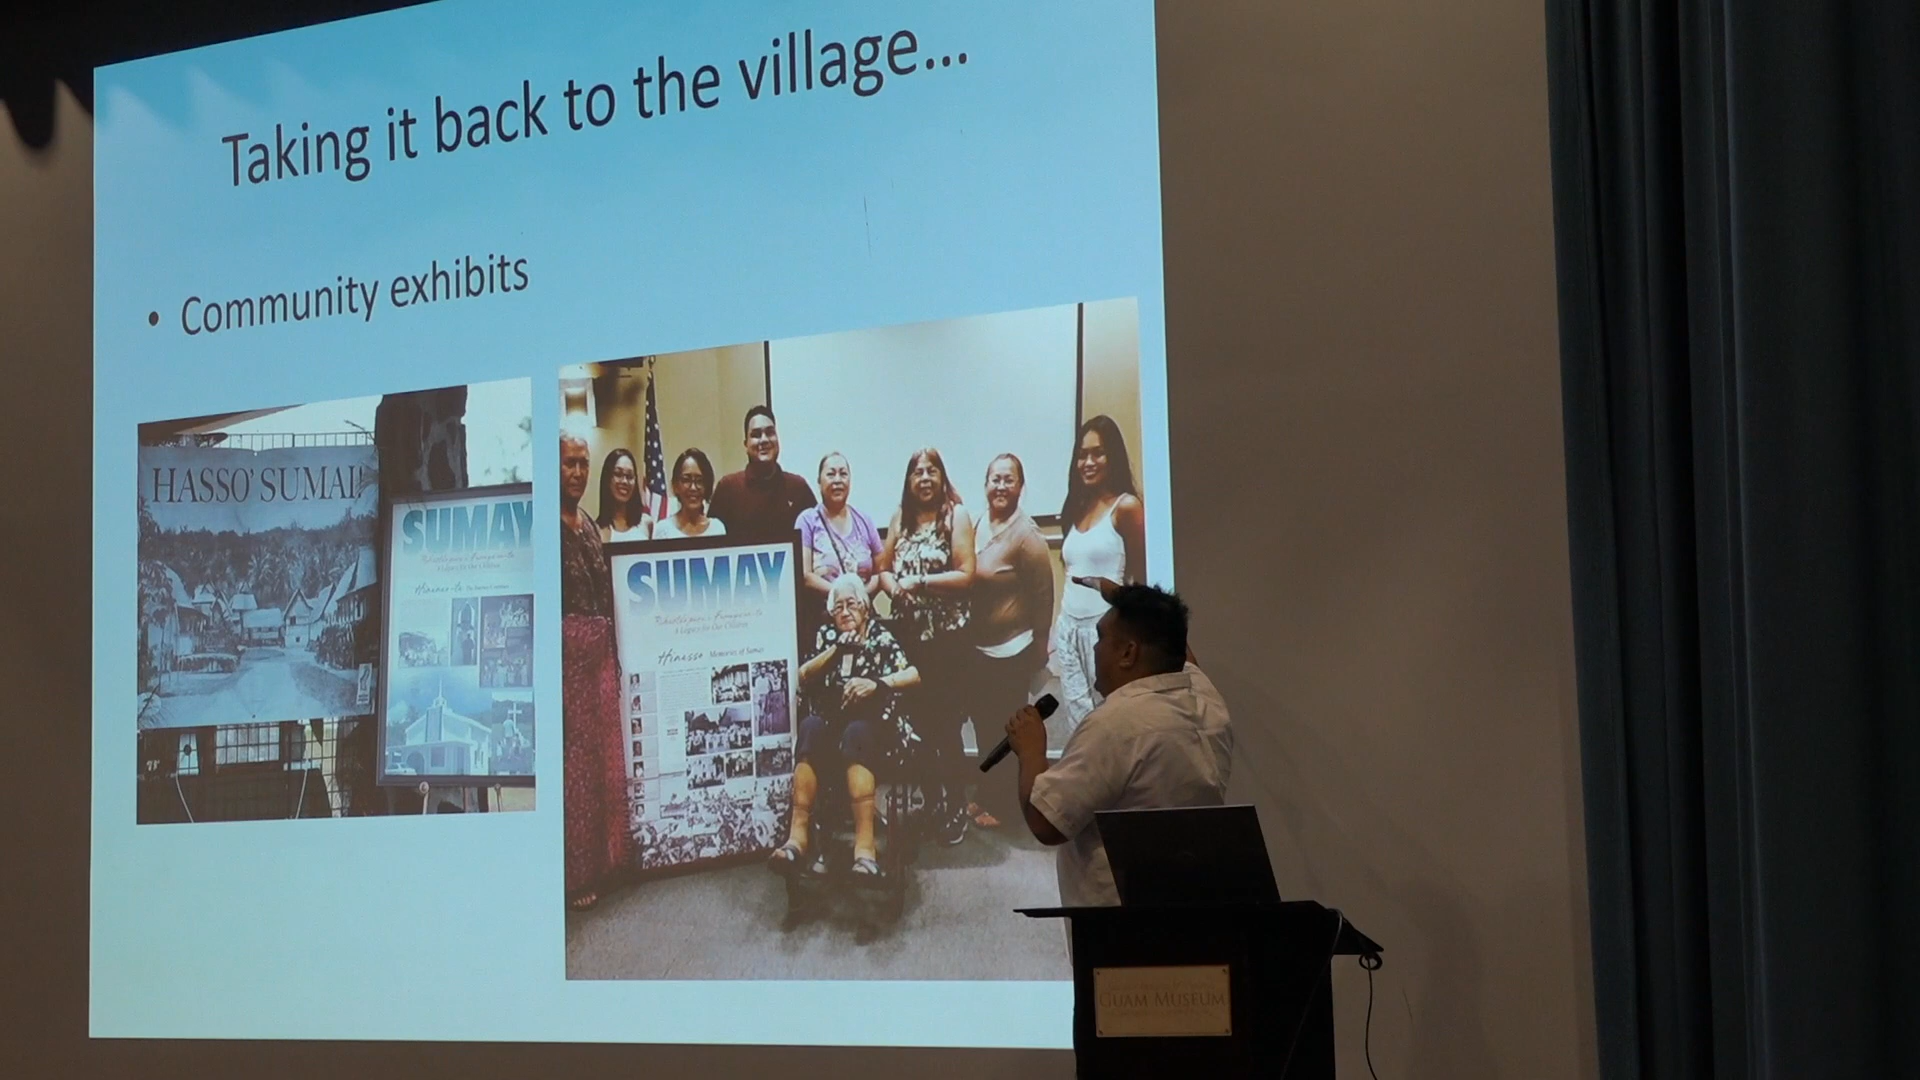 Taking it back to the village...
• Community exhibits
HASSO' SUMAI!
SUMAY
SUMAY
A Legacy for Our Children
Hinasso Memories of Sumay
GUAM MUSEUM